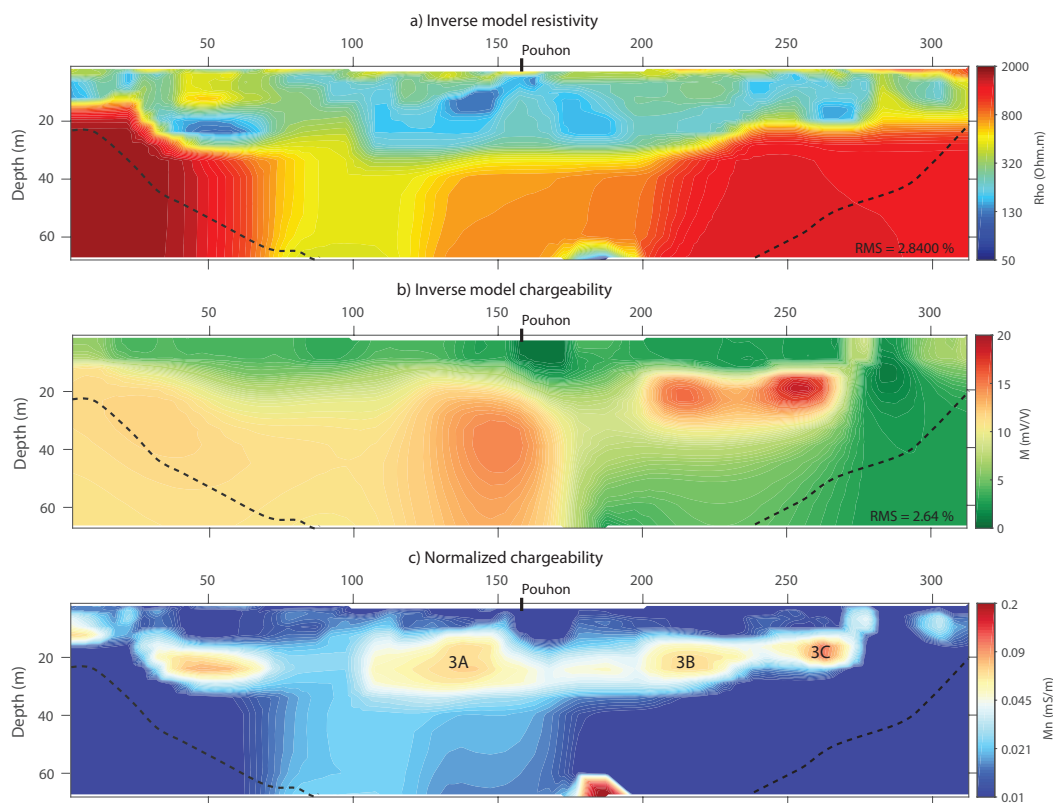 a) Inverse model resistivity
50 100 150 200 250 300
Pouhon
Depth (m)
20
40
60
2000
800
320
130
50
Rho (Ohm.m)
RMS = 2.8400 %
b) Inverse model chargeability
50 100 150 200 250 300
Pouhon
Depth (m)
20
40
60
20
15
10
5
0
M (mV/V)
RMS = 2.64 %
c) Normalized chargeability
50 100 150 200 250 300
Pouhon
Depth (m)
20
40
60
3A 3B 3C
0.2
0.09
0.045
0.021
0.01
Mn (mS/m)